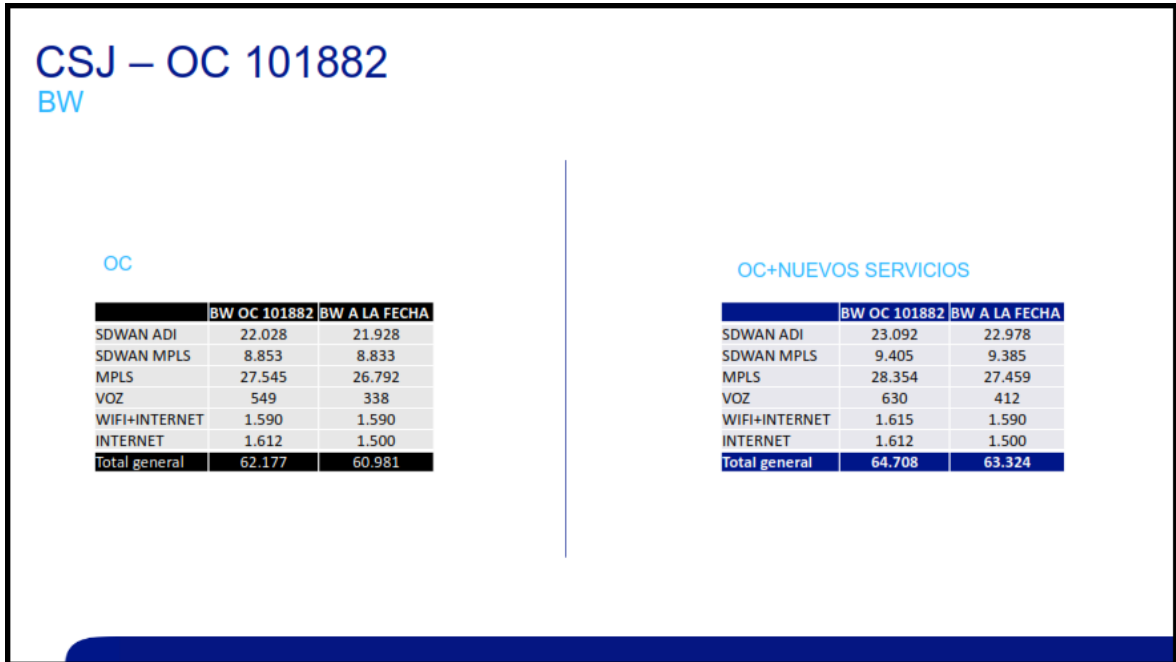 CSJ – OC 101882
BW
OC
BW OC 101882 BW A LA FECHA
SDWAN ADI 22.028 21.928
SDWAN MPLS 8.853 8.833
MPLS 27.545 26.792
VOZ 549 338
WIFI+INTERNET 1.590 1.590
INTERNET 1.612 1.500
Total general 62.177 60.981
OC+NUEVOS SERVICIOS
BW OC 101882 BW A LA FECHA
SDWAN ADI 23.092 22.978
SDWAN MPLS 9.405 9.385
MPLS 28.354 27.459
VOZ 630 412
WIFI+INTERNET 1.615 1.590
INTERNET 1.612 1.500
Total general 64.708 63.324